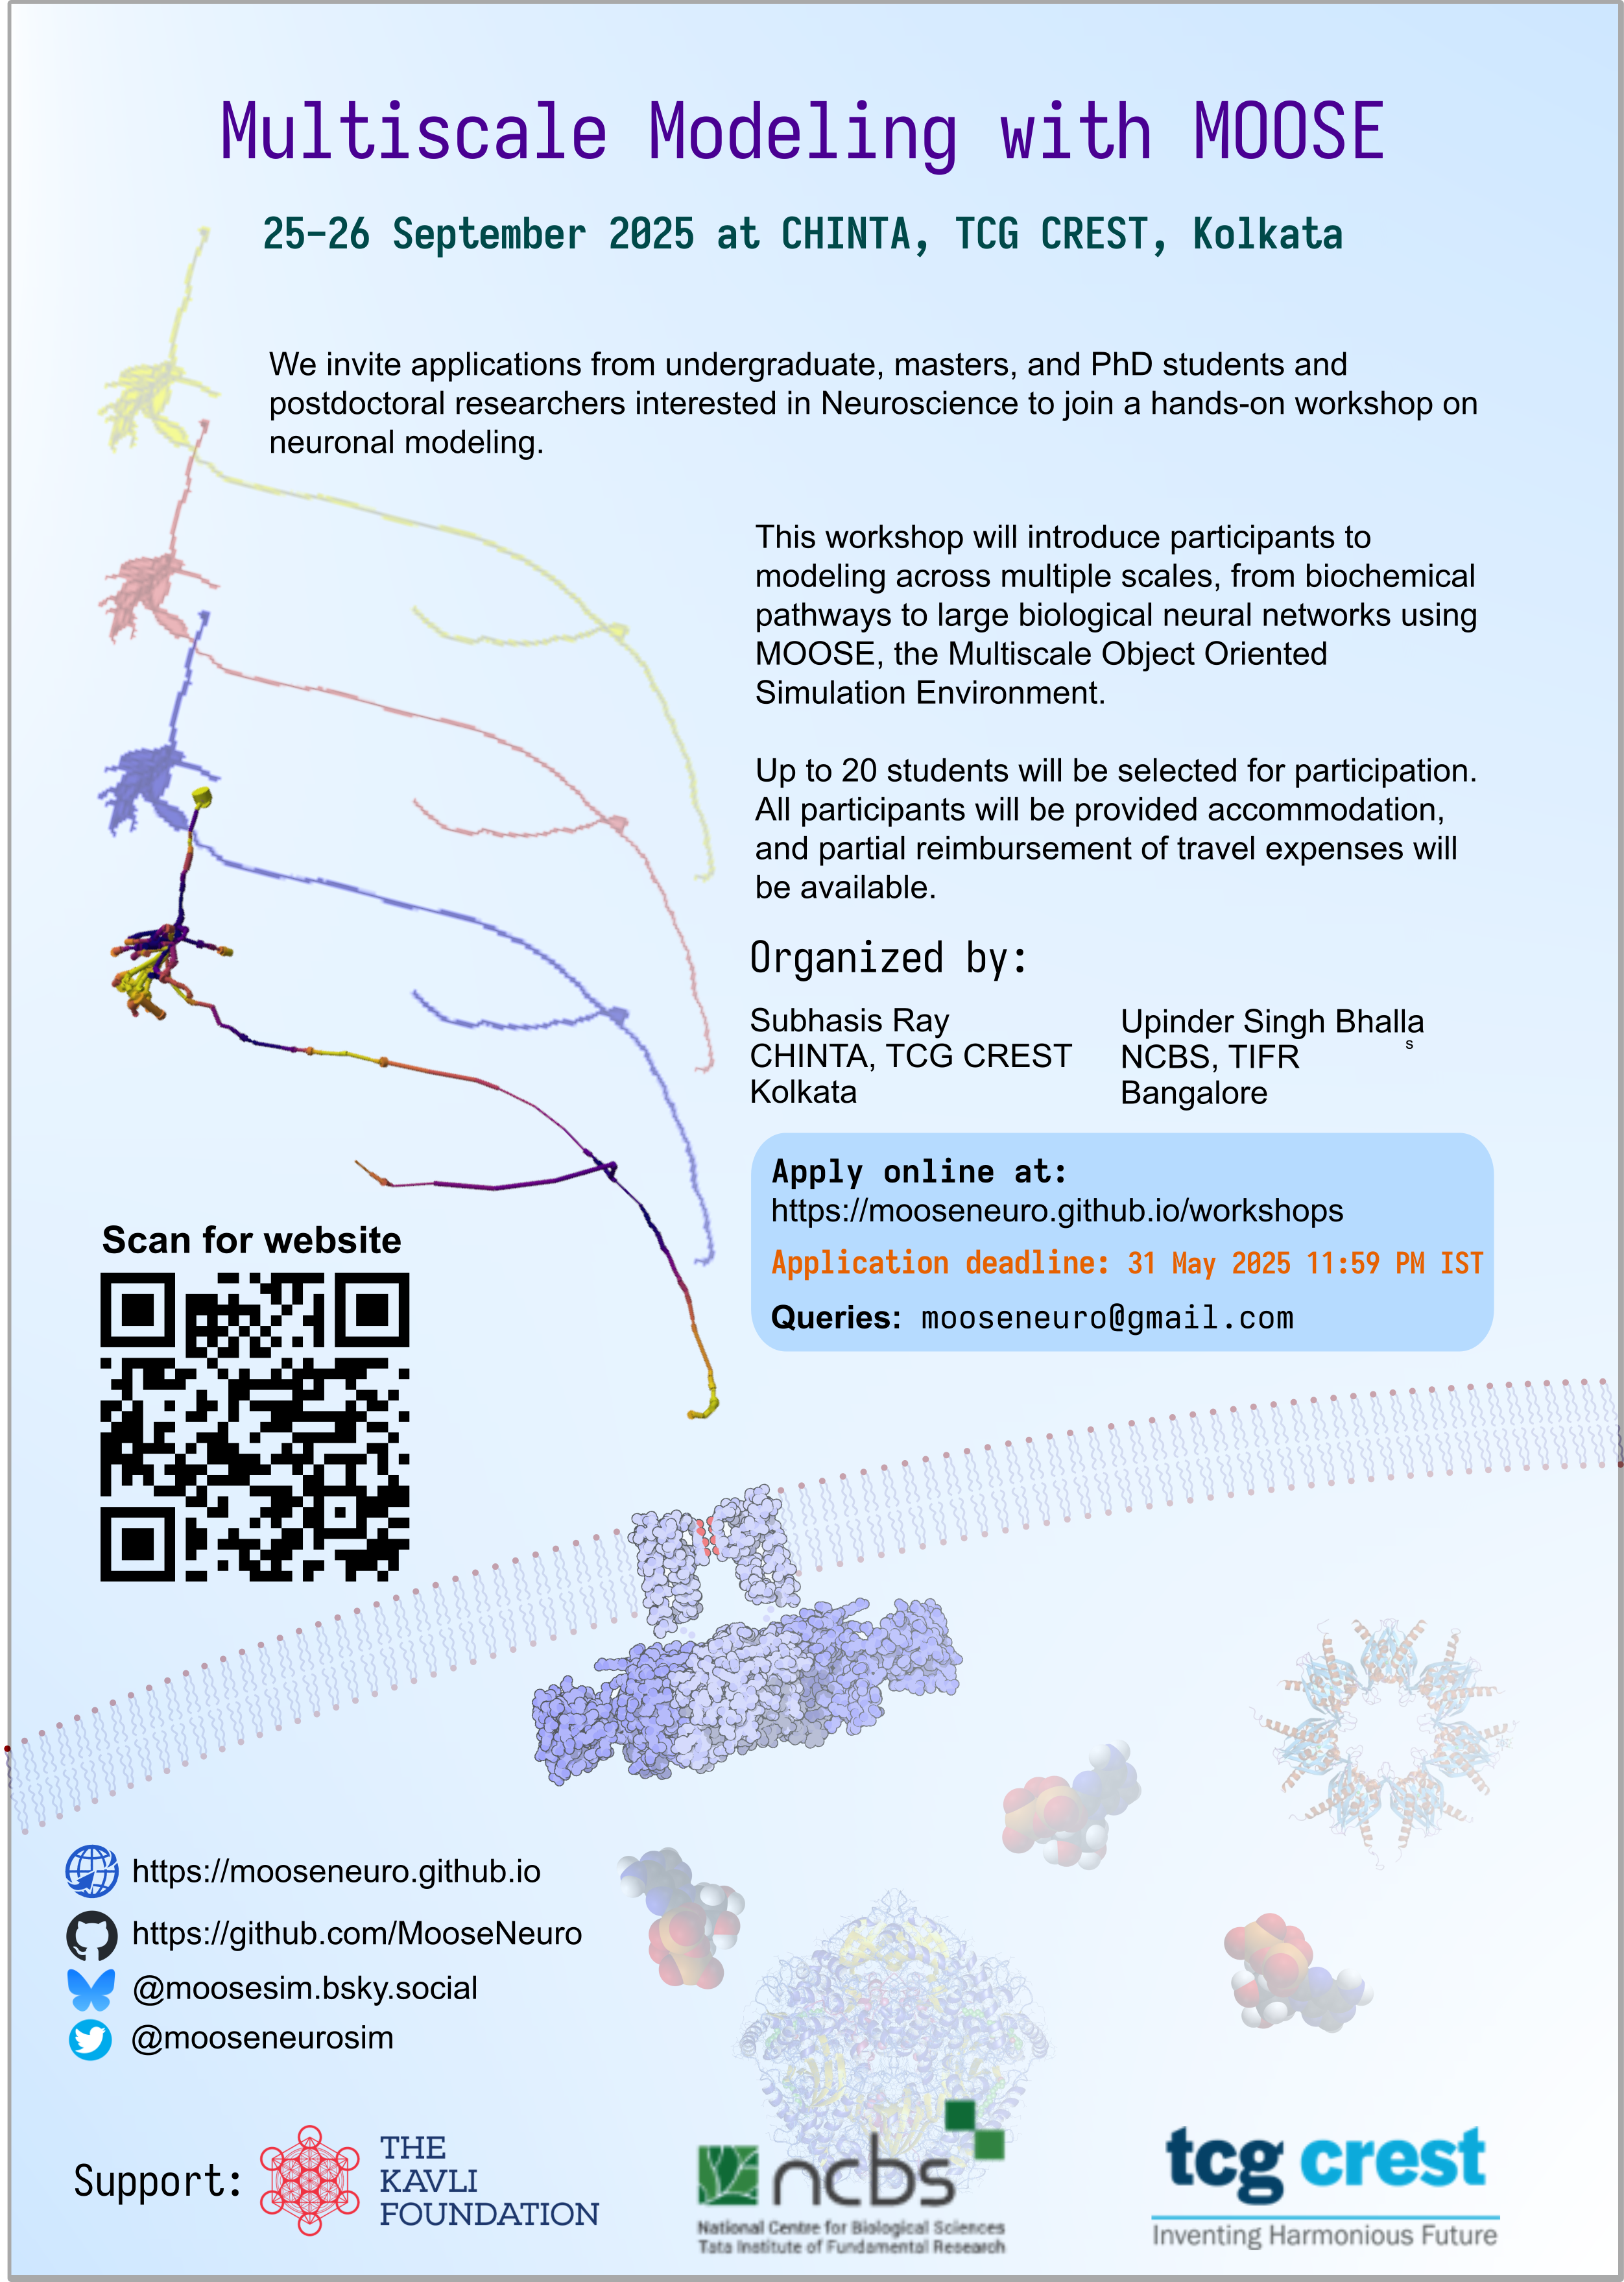 Multiscale Modeling with MOOSE
25-26 September 2025 at CHINTA, TCG CREST, Kolkata
We invite applications from undergraduate, masters, and PhD students and
postdoctoral researchers interested in Neuroscience to join a hands-on workshop on
neuronal modeling.
This workshop will introduce participants to
modeling across multiple scales, from biochemical
pathways to large biological neural networks using
MOOSE, the Multiscale Object Oriented
Simulation Environment.
Up to 20 students will be selected for participation.
All participants will be provided accommodation,
and partial reimbursement of travel expenses will
be available.
Organized by:
Subhasis Ray
CHINTA, TCG CREST
Kolkata
Upinder Singh Bhalla
s
NCBS, TIFR
Bangalore
Apply online at:
https://mooseneuro.github.io/workshops
Application deadline: 31 May 2025 11:59 PM IST
Queries: mooseneuro@gmail.com
Scan for website
https://mooseneuro.github.io
https://github.com/MooseNeuro
@moosesim.bsky.social
@mooseneurosim
Support:
THE
KAVLI
FOUNDATION
ncbs
National Centre for Biological Sciences
Tata Institute of Fundamental Research
tcg crest
Inventing Harmonious Future